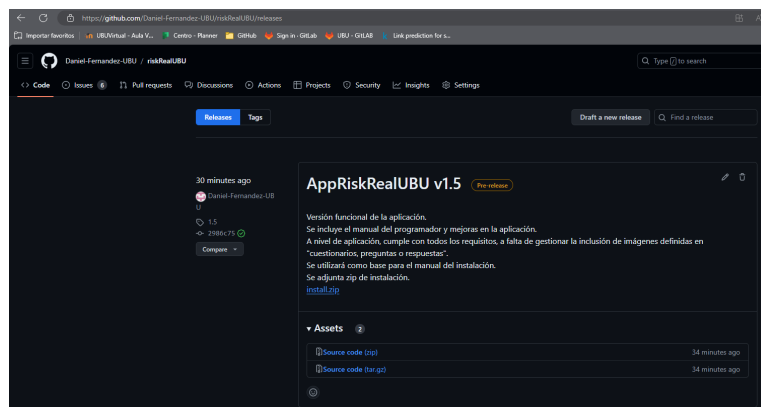 https://github.com/Daniel-Fernandez-UBU/riskRealUBU/releases
Importar favoritos UBUVirtual - Aula V... Centro - Planner GitHub Sign in · GitLab UBU - GitLAB Link prediction for s...
Daniel-Fernandez-UBU / riskRealUBU Type / to search
Code Issues 6 Pull requests Discussions Actions Projects Security Insights Settings
Releases Tags Draft a new release Find a release
30 minutes ago
Daniel-Fernandez-UB
U
1.5
2986c75
Compare
AppRiskRealUBU v1.5 Pre-release
Versión funcional de la aplicación.
Se incluye el manual del programador y mejoras en la aplicación.
A nivel de aplicación, cumple con todos los requisitos, a falta de gestionar la inclusión de imágenes definidas en
"cuestionarios, preguntas o respuestas".
Se utilizará como base para el manual del instalación.
Se adjunta zip de instalación.
install.zip
Assets 2
Source code (zip) 34 minutes ago
Source code (tar.gz) 34 minutes ago